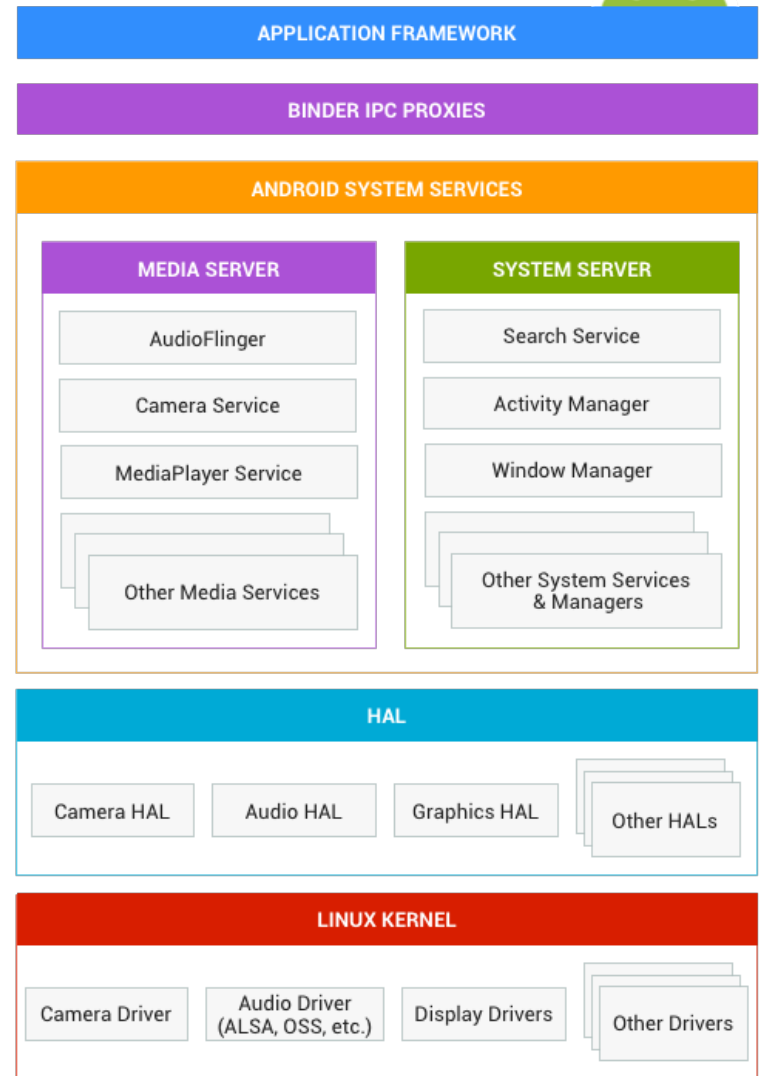 APPLICATION FRAMEWORK
BINDER IPC PROXIES
ANDROID SYSTEM SERVICES
MEDIA SERVER
AudioFlinger
Camera Service
MediaPlayer Service
Other Media Services
SYSTEM SERVER
Search Service
Activity Manager
Window Manager
Other System Services
& Managers
HAL
Camera HAL
Audio HAL
Graphics HAL
Other HALs
LINUX KERNEL
Camera Driver
Audio Driver
(ALSA, OSS, etc.)
Display Drivers
Other Drivers